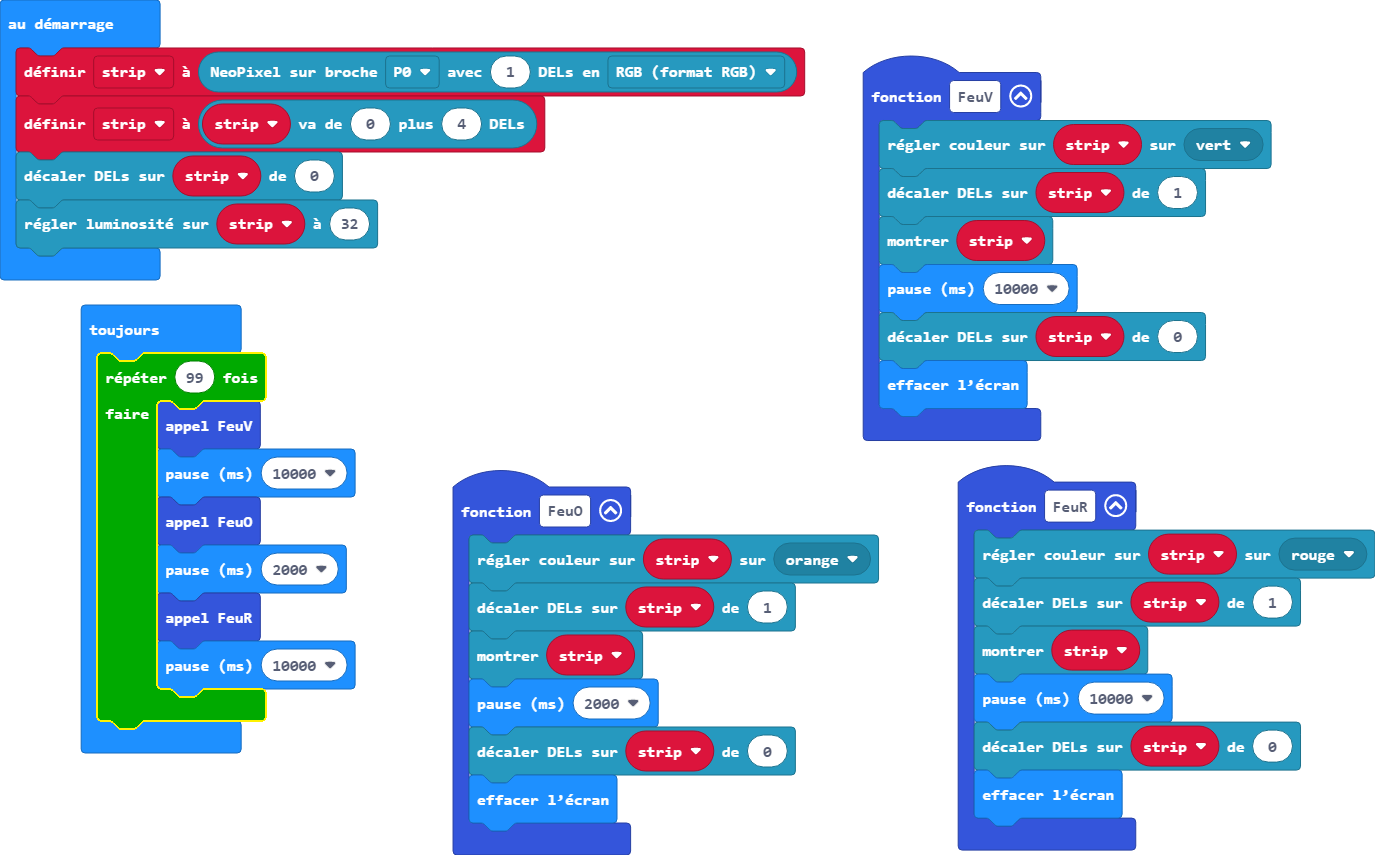 au démarrage
définir strip à NeoPixel sur broche P0 avec 1 DELs en RGB (format RGB)
définir strip à strip va de 0 plus 4 DELs
décaler DELs sur strip de 0
régler luminosité sur strip à 32
toujours
répéter 99 fois
faire
appel FeuV
pause (ms) 10000
appel FeuO
pause (ms) 2000
appel FeuR
pause (ms) 10000
fonction FeuV
régler couleur sur strip sur vert
décaler DELs sur strip de 1
montrer strip
pause (ms) 10000
décaler DELs sur strip de 0
effacer l’écran
fonction FeuO
régler couleur sur strip sur orange
décaler DELs sur strip de 1
montrer strip
pause (ms) 2000
décaler DELs sur strip de 0
effacer l’écran
fonction FeuR
régler couleur sur strip sur rouge
décaler DELs sur strip de 1
montrer strip
pause (ms) 10000
décaler DELs sur strip de 0
effacer l’écran